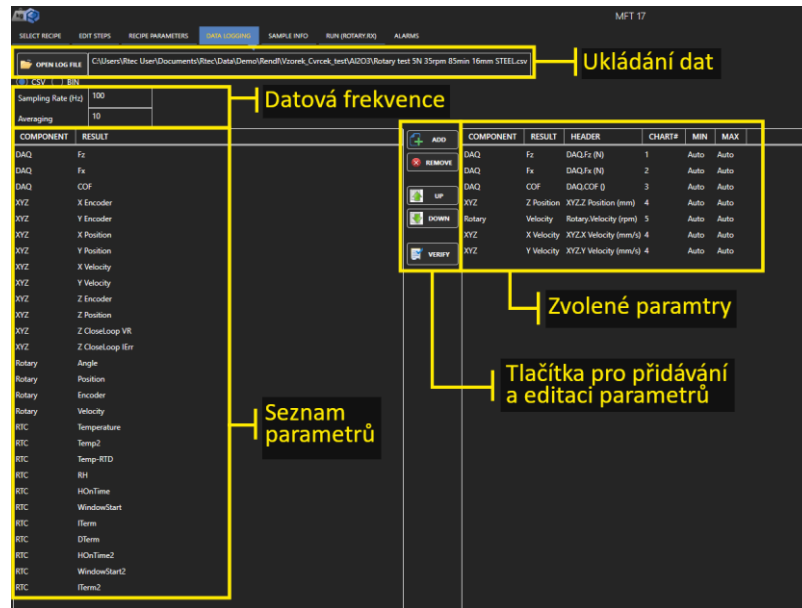 MFT 17
SELECT RECIPE EDIT STEPS RECIPE PARAMETERS DATA LOGGING SAMPLE INFO RUN (ROTARY.RX) ALARMS
OPEN LOG FILE C:\Users\Rtec User\Documents\Rtec\Data\Demo\Rendl\Vzorek_Cvrcek_test\Al2O3\Rotary test 5N 35rpm 85min 16mm STEEL.csv
Ukládání dat
CSV BIN
Sampling Rate (Hz) 100
Datová frekvence
Averaging 10
COMPONENT RESULT
DAQ Fz
DAQ Fx
DAQ COF
XYZ X Encoder
XYZ Y Encoder
XYZ X Position
XYZ Y Position
XYZ X Velocity
XYZ Y Velocity
XYZ Z Encoder
XYZ Z Position
XYZ Z CloseLoop VR
XYZ Z CloseLoop IErr
Rotary Angle
Rotary Position
Rotary Encoder
Rotary Velocity
RTC Temperature
RTC Temp2
RTC Temp-RTD
RTC RH
RTC HOnTime
RTC WindowStart
RTC ITerm
RTC DTerm
RTC HOnTime2
RTC WindowStart2
RTC ITerm2
Seznam
parametrů
ADD
REMOVE
UP
DOWN
VERIFY
COMPONENT RESULT HEADER CHART# MIN MAX
DAQ Fz DAQ.Fz (N) 1 Auto Auto
DAQ Fx DAQ.Fx (N) 2 Auto Auto
DAQ COF DAQ.COF () 3 Auto Auto
XYZ Z Position XYZ.Z Position (mm) 4 Auto Auto
Rotary Velocity Rotary.Velocity (rpm) 5 Auto Auto
XYZ X Velocity XYZ.X Velocity (mm/s) 4 Auto Auto
XYZ Y Velocity XYZ.Y Velocity (mm/s) 4 Auto Auto
Zvolené paramtry
Tlačítka pro přidávání
a editaci parametrů